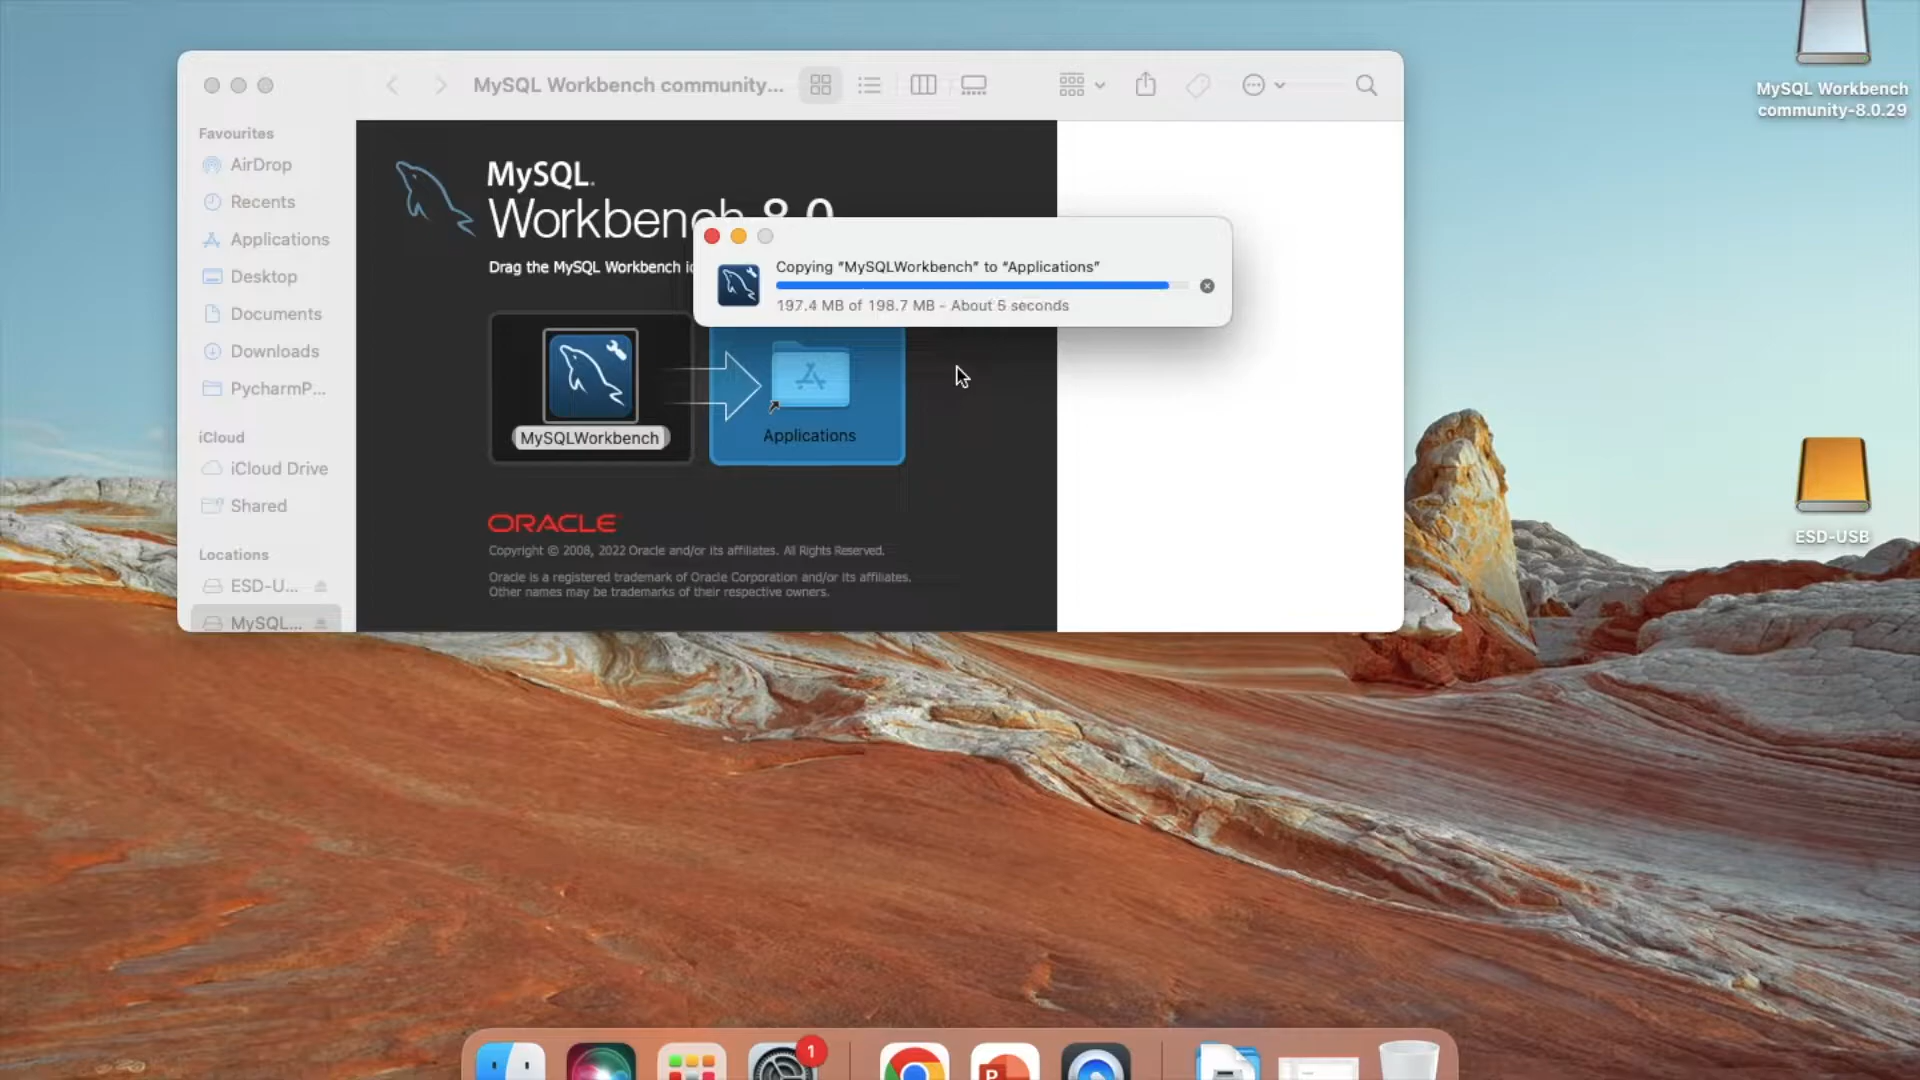 MySQL Workbench community...
Favourites
AirDrop
Recents
Applications
Desktop
Documents
Downloads
PycharmP...
iCloud
iCloud Drive
Shared
Locations
ESD-U...
MySQL...
MySQL.
Workbench 8.0
Drag the MySQL Workbench
Copying “MySQLWorkbench” to “Applications”
197.4 MB of 198.7 MB - About 5 seconds
MySQLWorkbench
Applications
ORACLE
Copyright © 2008, 2022 Oracle and/or its affiliates. All Rights Reserved.
Oracle is a registered trademark of Oracle Corporation and/or its affiliates.
Other names may be trademarks of their respective owners.
MySQL Workbench
community-8.0.29
ESD-USB
1
P